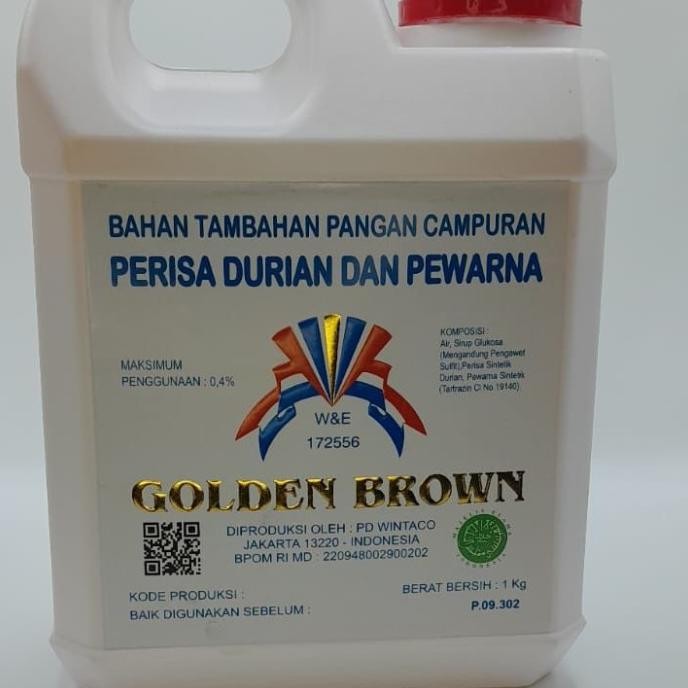 BAHAN TAMBAHAN PANGAN CAMPURAN
PERISA DURIAN DAN PEWARNA
MAKSIMUM
PENGGUNAAN : 0,4%
KOMPOSISI :
Air, Sirup Glukosa
(Mengandung Pengawet
Sulfit),Perisa Sintetik
Durian, Pewarna Sintetik
(Tartrazin CI No 19140).
W&E
172556
GOLDEN BROWN
DIPRODUKSI OLEH : PD WINTACO
JAKARTA 13220 - INDONESIA
BPOM RI MD : 220948002900202
KODE PRODUKSI :
BAIK DIGUNAKAN SEBELUM :
BERAT BERSIH : 1 Kg
P.09.302